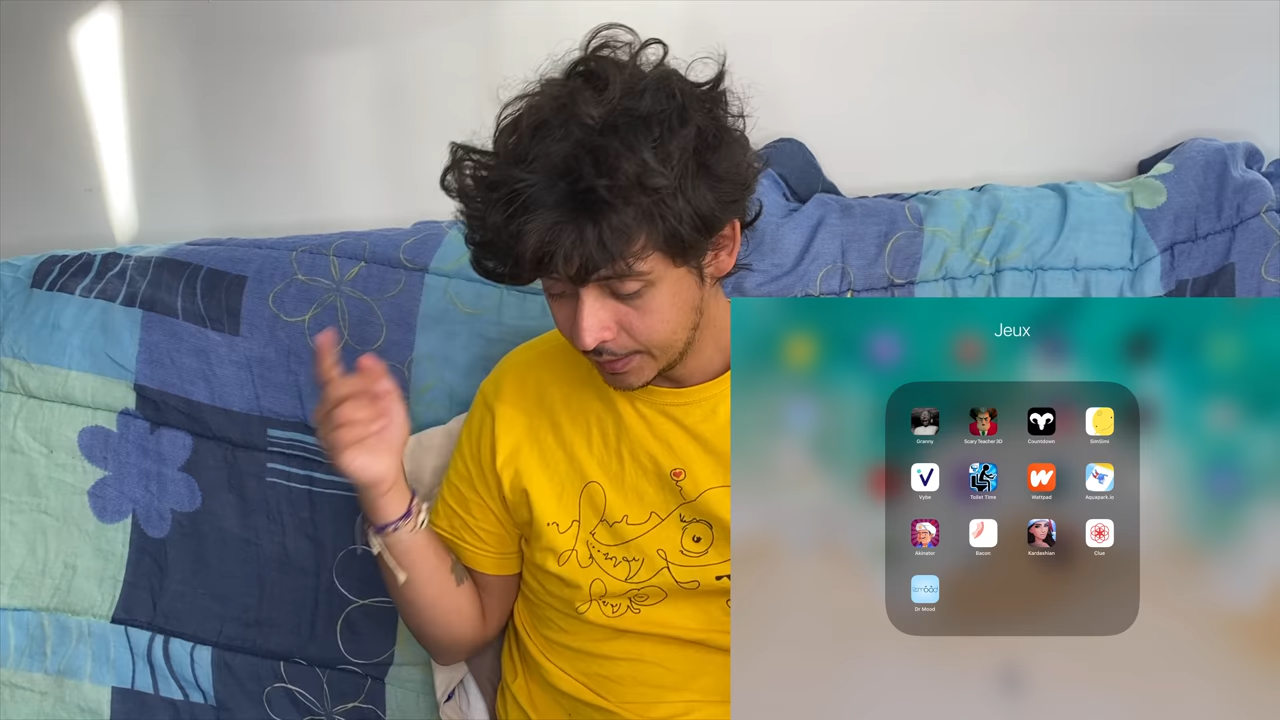 Jeux
Granny Scary Teacher 3D Countdown SimSimi
Vybe Toilet Time Wattpad Aquapark.io
Akinator Bacon Kardashian Clue
Dr Mood